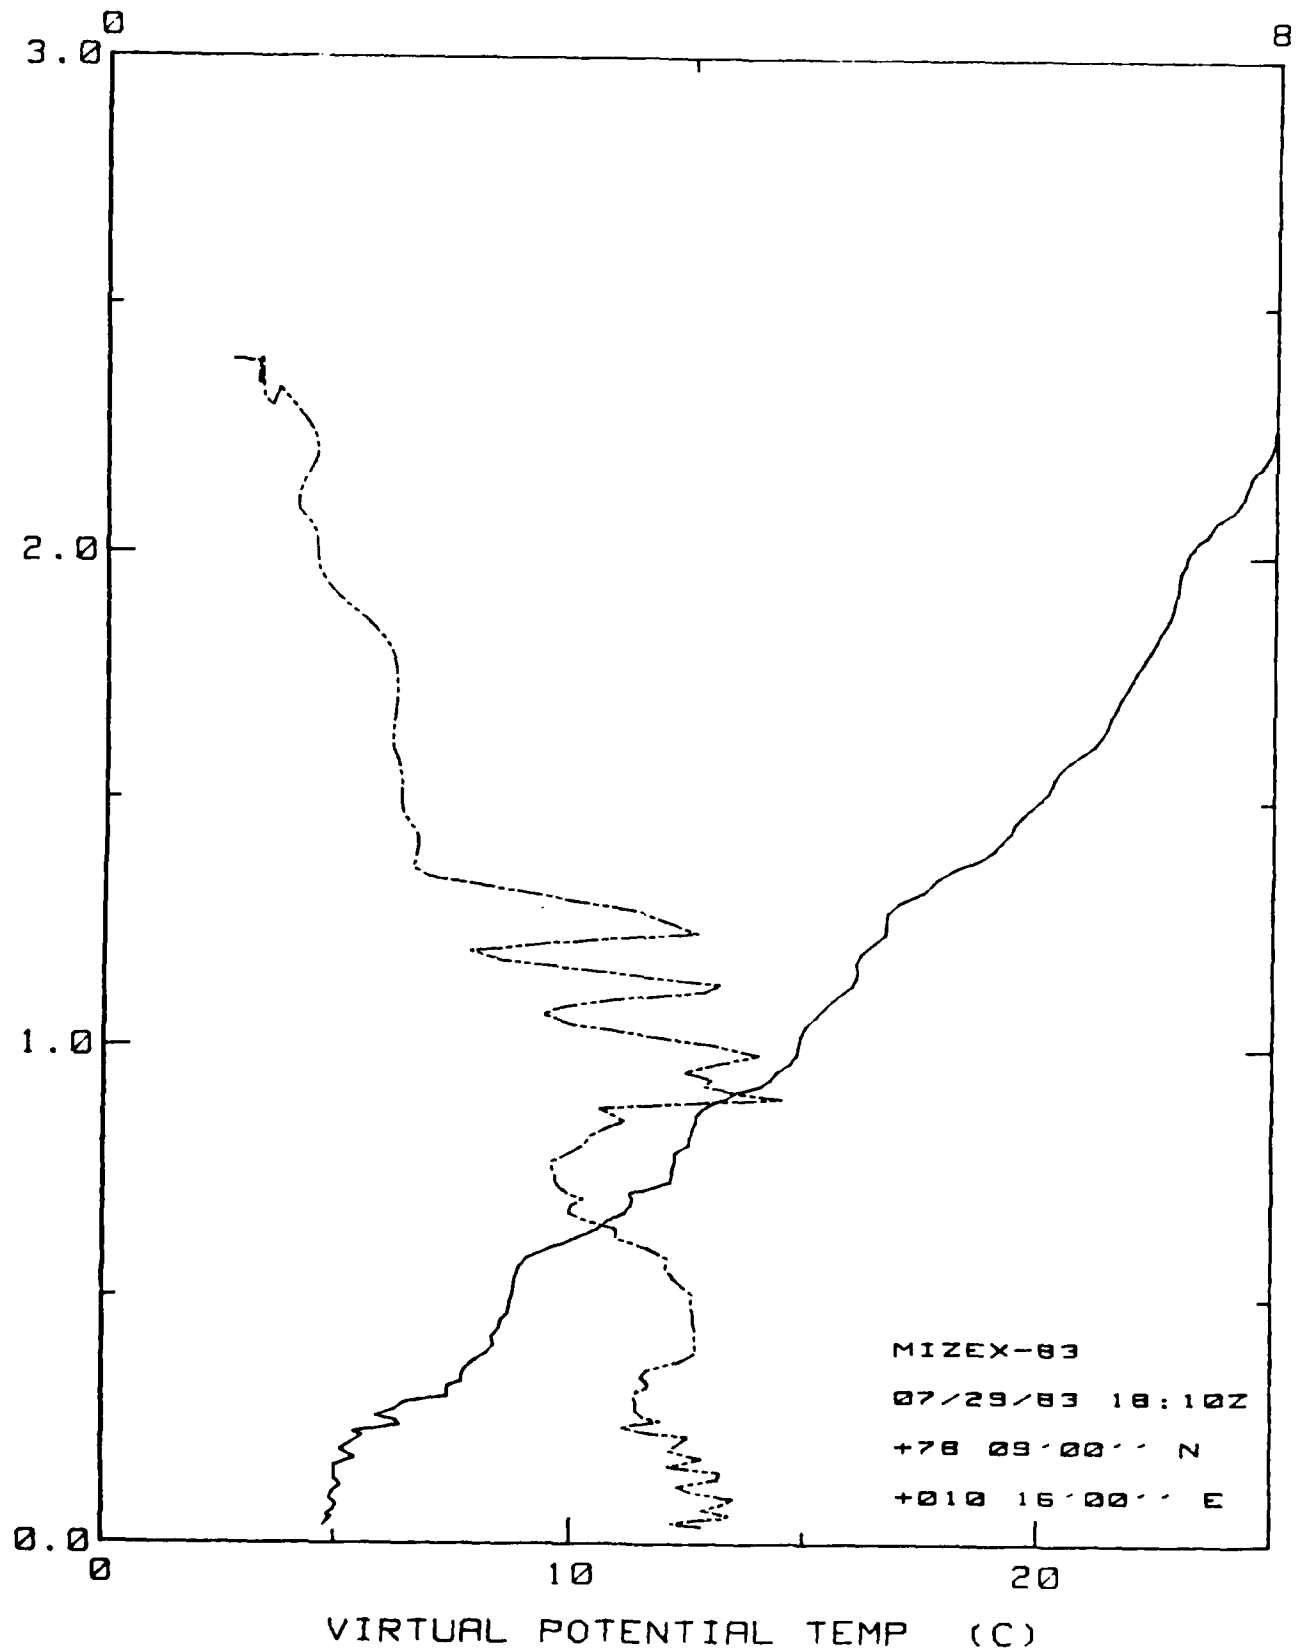 0 8
3.0
2.0
1.0
0.0
0 10 20
MIZEX-83
07/29/83 18:10Z
+78 09'00'' N
+010 16'00'' E
VIRTUAL POTENTIAL TEMP (C)